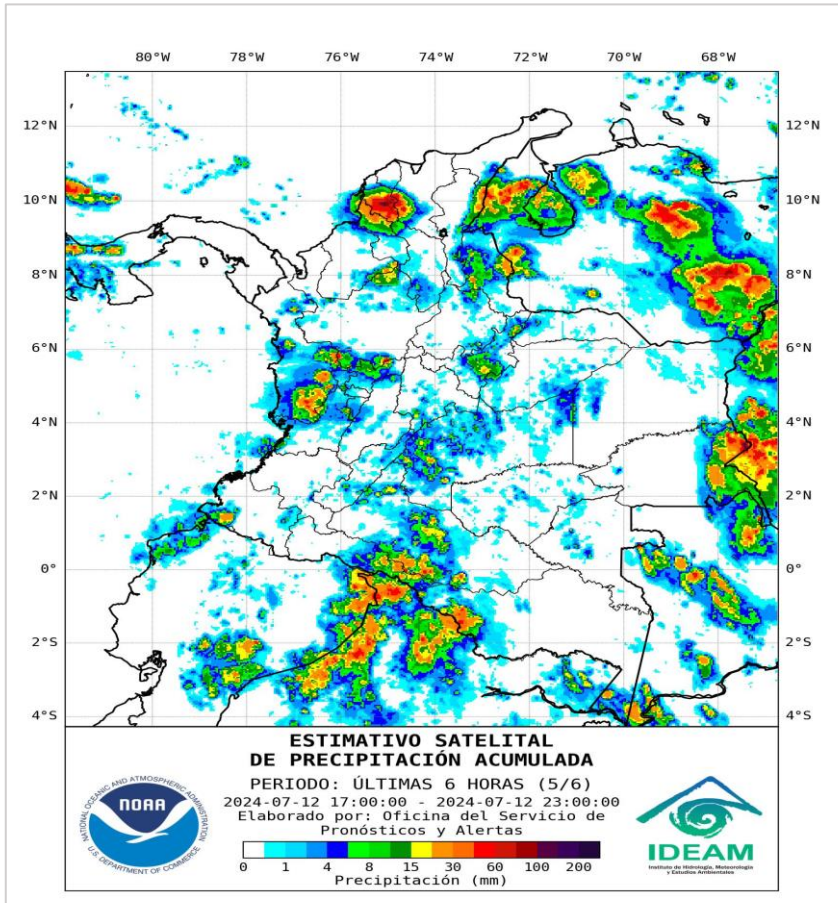 80°W 78°W 76°W 74°W 72°W 70°W 68°W
12°N 12°N
10°N 10°N
8°N 8°N
6°N 6°N
4°N 4°N
2°N 2°N
0° 0°
2°S 2°S
4°S 4°S
ESTIMATIVO SATELITAL
DE PRECIPITACIÓN ACUMULADA
PERIODO: ÚLTIMAS 6 HORAS (5/6)
2024-07-12 17:00:00 - 2024-07-12 23:00:00
Elaborado por: Oficina del Servicio de
Pronósticos y Alertas
0 1 4 8 15 30 60 100 200
Precipitación (mm)
NATIONAL OCEANIC AND ATMOSPHERIC ADMINISTRATION
NOAA
U.S. DEPARTMENT OF COMMERCE
IDEAM
Instituto de Hidrología, Meteorología
y Estudios Ambientales